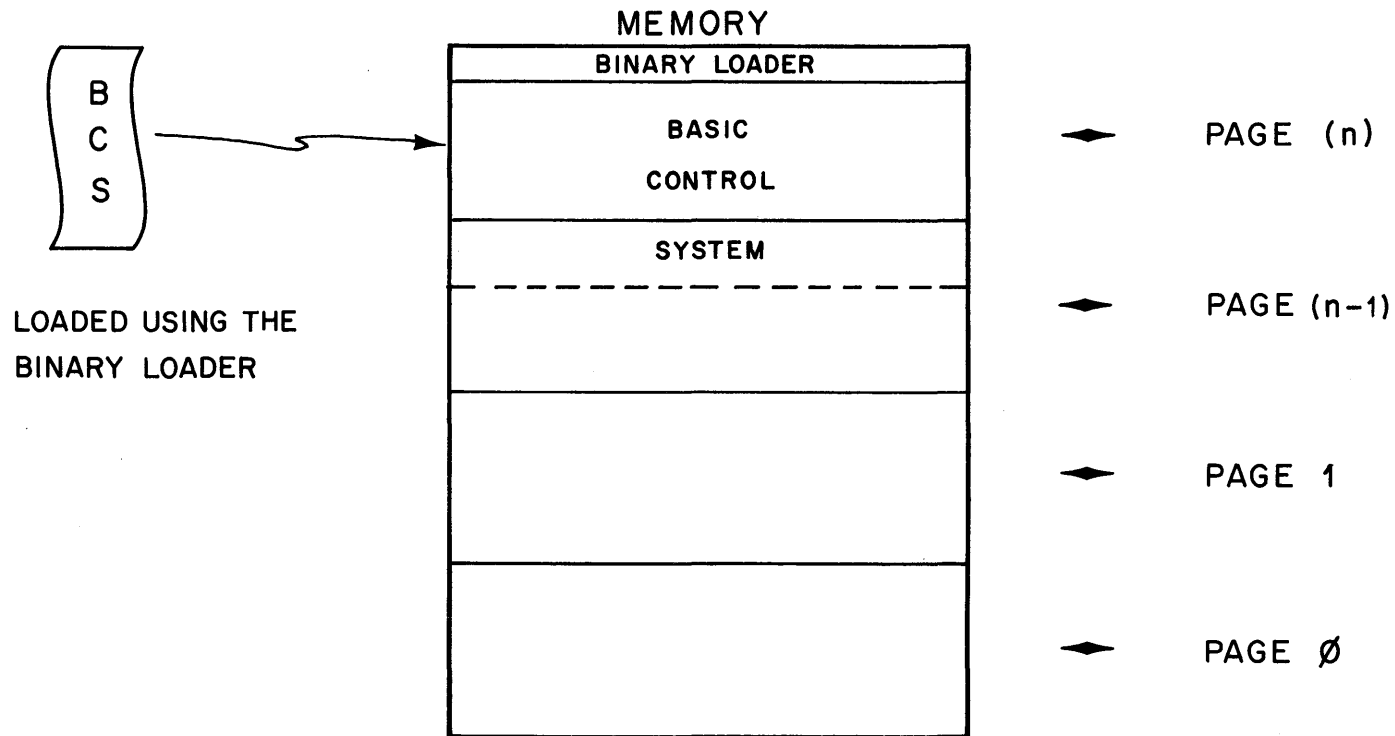 MEMORY
BINARY LOADER
B
C
S
BASIC
CONTROL
SYSTEM
LOADED USING THE
BINARY LOADER
PAGE (n)
PAGE (n-1)
PAGE 1
PAGE Ø